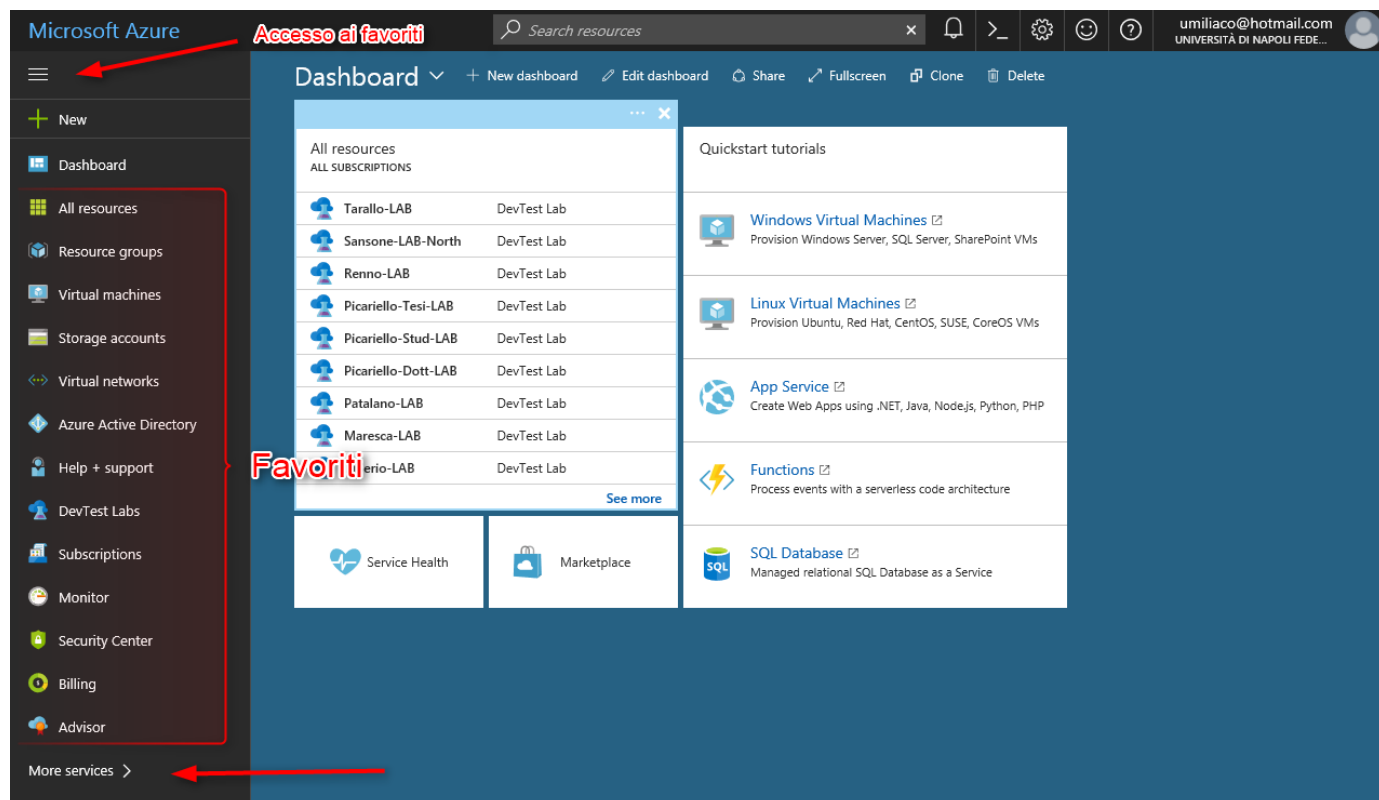 Microsoft Azure
Accesso ai favoriti
Search resources
umiliaco@hotmail.com
UNIVERSITÀ DI NAPOLI FEDE...
Dashboard
New dashboard
Edit dashboard
Share
Fullscreen
Clone
Delete
New
Dashboard
All resources
Resource groups
Virtual machines
Storage accounts
Virtual networks
Azure Active Directory
Help + support
DevTest Labs
Subscriptions
Monitor
Security Center
Billing
Advisor
More services
Favoriti
All resources
ALL SUBSCRIPTIONS
Tarallo-LAB DevTest Lab
Sansone-LAB-North DevTest Lab
Renno-LAB DevTest Lab
Picariello-Tesi-LAB DevTest Lab
Picariello-Stud-LAB DevTest Lab
Picariello-Dott-LAB DevTest Lab
Patalano-LAB DevTest Lab
Maresca-LAB DevTest Lab
DevTest Lab
See more
Service Health
Marketplace
Quickstart tutorials
Windows Virtual Machines
Provision Windows Server, SQL Server, SharePoint VMs
Linux Virtual Machines
Provision Ubuntu, Red Hat, CentOS, SUSE, CoreOS VMs
App Service
Create Web Apps using .NET, Java, Node.js, Python, PHP
Functions
Process events with a serverless code architecture
SQL Database
SQL
Managed relational SQL Database as a Service